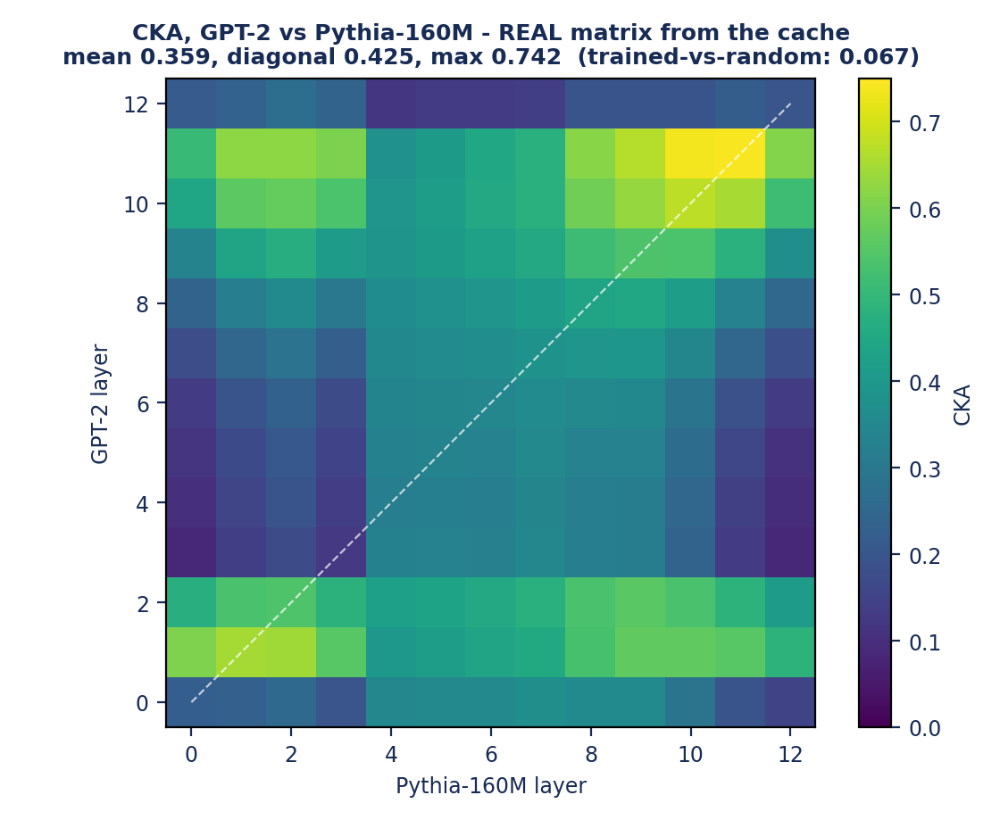 CKA, GPT-2 vs Pythia-160M - REAL matrix from the cache
mean 0.359, diagonal 0.425, max 0.742  (trained-vs-random: 0.067)
12
10
8
6
4
2
0
GPT-2 layer
0 2 4 6 8 10 12
Pythia-160M layer
0.7
0.6
0.5
0.4
0.3
0.2
0.1
0.0
CKA